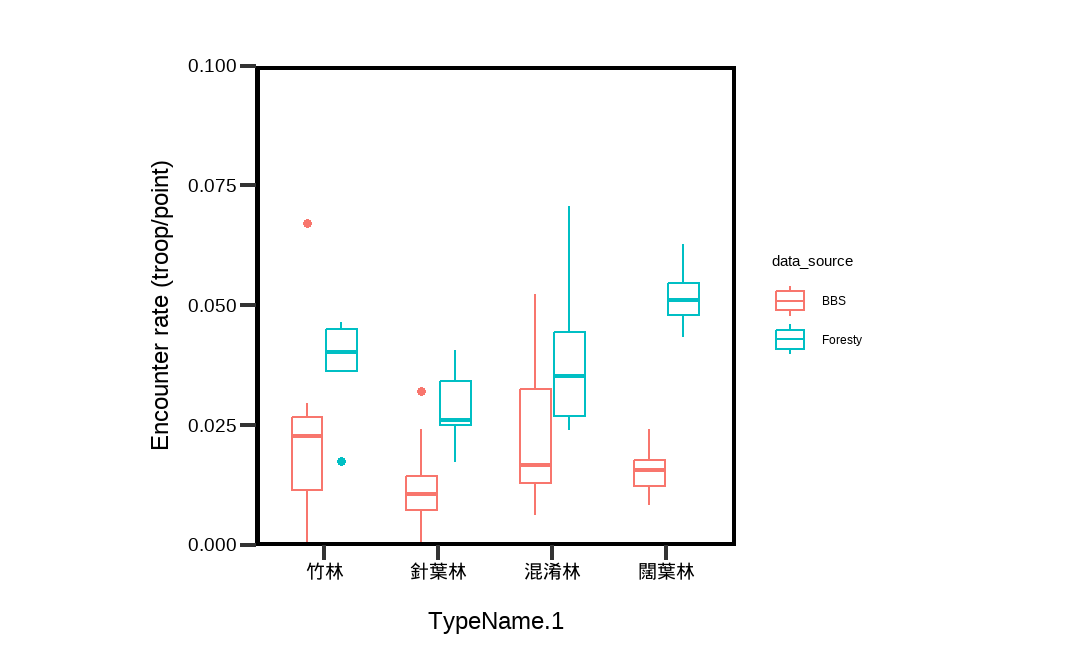 Encounter rate (troop/point)
0.100
0.075
0.050
0.025
0.000
竹林 針葉林 混淆林 闊葉林
TypeName.1
data_source
BBS
Foresty